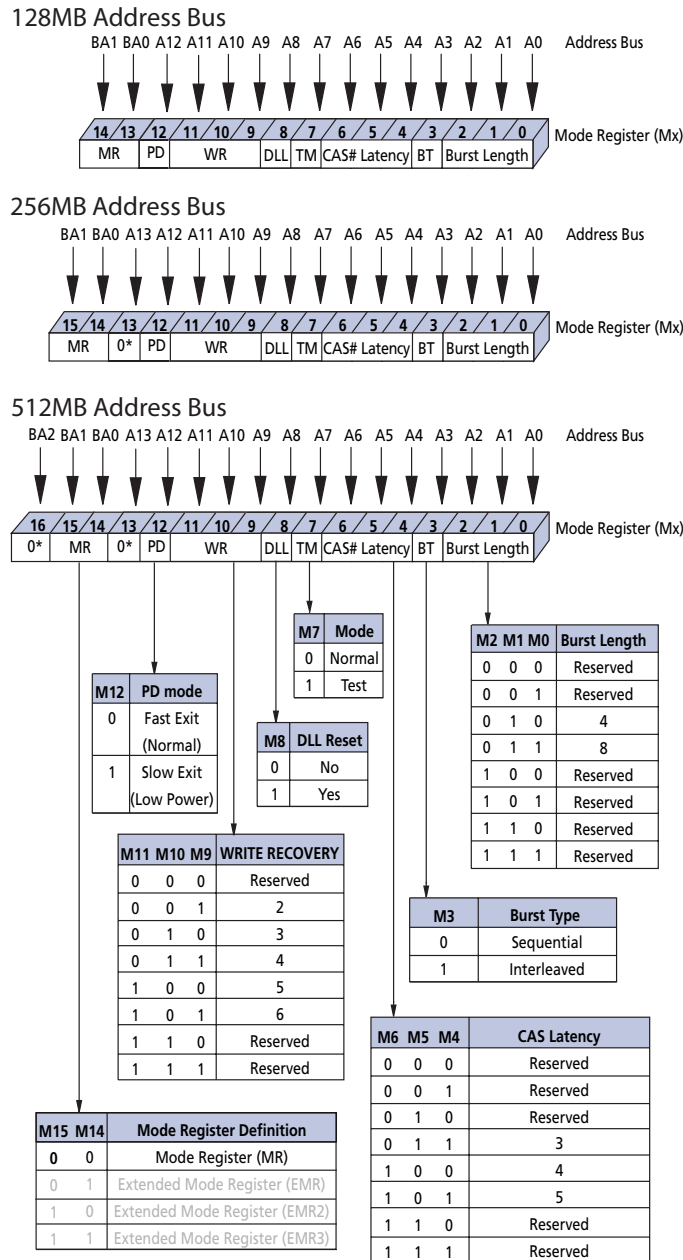 128MB Address Bus
BA1 BA0 A12 A11 A10 A9 A8 A7 A6 A5 A4 A3 A2 A1 A0 Address Bus
14 13 12 11 10 9 8 7 6 5 4 3 2 1 0 Mode Register (Mx)
MR PD WR DLL TM CAS# Latency BT Burst Length
256MB Address Bus
BA1 BA0 A13 A12 A11 A10 A9 A8 A7 A6 A5 A4 A3 A2 A1 A0 Address Bus
15 14 13 12 11 10 9 8 7 6 5 4 3 2 1 0 Mode Register (Mx)
MR 0* PD WR DLL TM CAS# Latency BT Burst Length
512MB Address Bus
BA2 BA1 BA0 A13 A12 A11 A10 A9 A8 A7 A6 A5 A4 A3 A2 A1 A0 Address Bus
16 15 14 13 12 11 10 9 8 7 6 5 4 3 2 1 0 Mode Register (Mx)
0* MR 0* PD WR DLL TM CAS# Latency BT Burst Length
M7 Mode
0 Normal
1 Test
M2 M1 M0 Burst Length
0 0 0 Reserved
0 0 1 Reserved
0 1 0 4
0 1 1 8
1 0 0 Reserved
1 0 1 Reserved
1 1 0 Reserved
1 1 1 Reserved
M12 PD mode
0 Fast Exit
(Normal)
1 Slow Exit
(Low Power)
M8 DLL Reset
0 No
1 Yes
M11 M10 M9 WRITE RECOVERY
0 0 0 Reserved
0 0 1 2
0 1 0 3
0 1 1 4
1 0 0 5
1 0 1 6
1 1 0 Reserved
1 1 1 Reserved
M3 Burst Type
0 Sequential
1 Interleaved
M6 M5 M4 CAS Latency
0 0 0 Reserved
0 0 1 Reserved
0 1 0 Reserved
0 1 1 3
1 0 0 4
1 0 1 5
1 1 0 Reserved
1 1 1 Reserved
M15 M14 Mode Register Definition
0 0 Mode Register (MR)
0 1 Extended Mode Register (EMR)
1 0 Extended Mode Register (EMR2)
1 1 Extended Mode Register (EMR3)